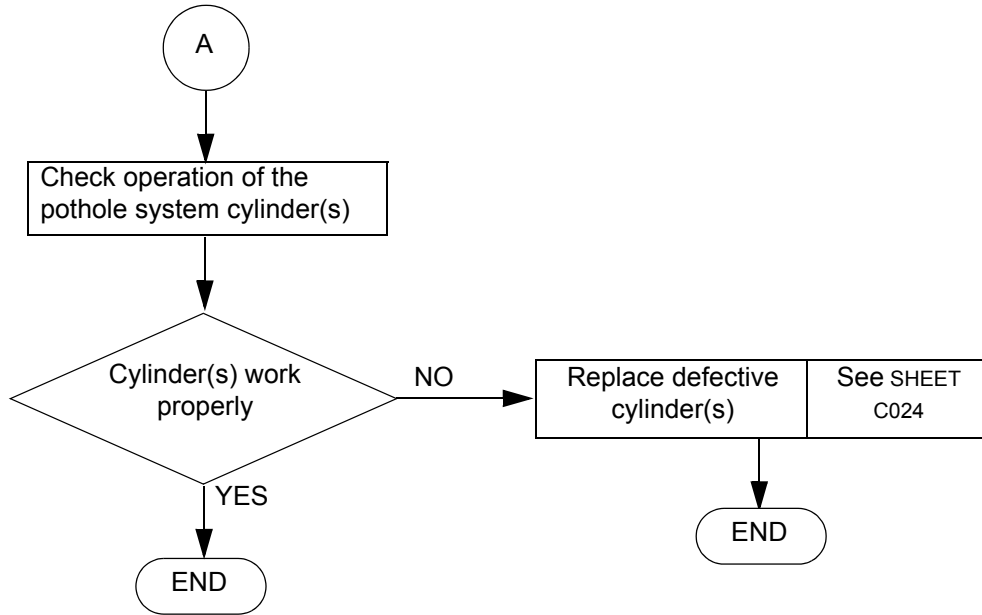 A
Check operation of the
pothole system cylinder(s)
Cylinder(s) work
properly
NO
Replace defective
cylinder(s)
See SHEET
C024
YES
END
END